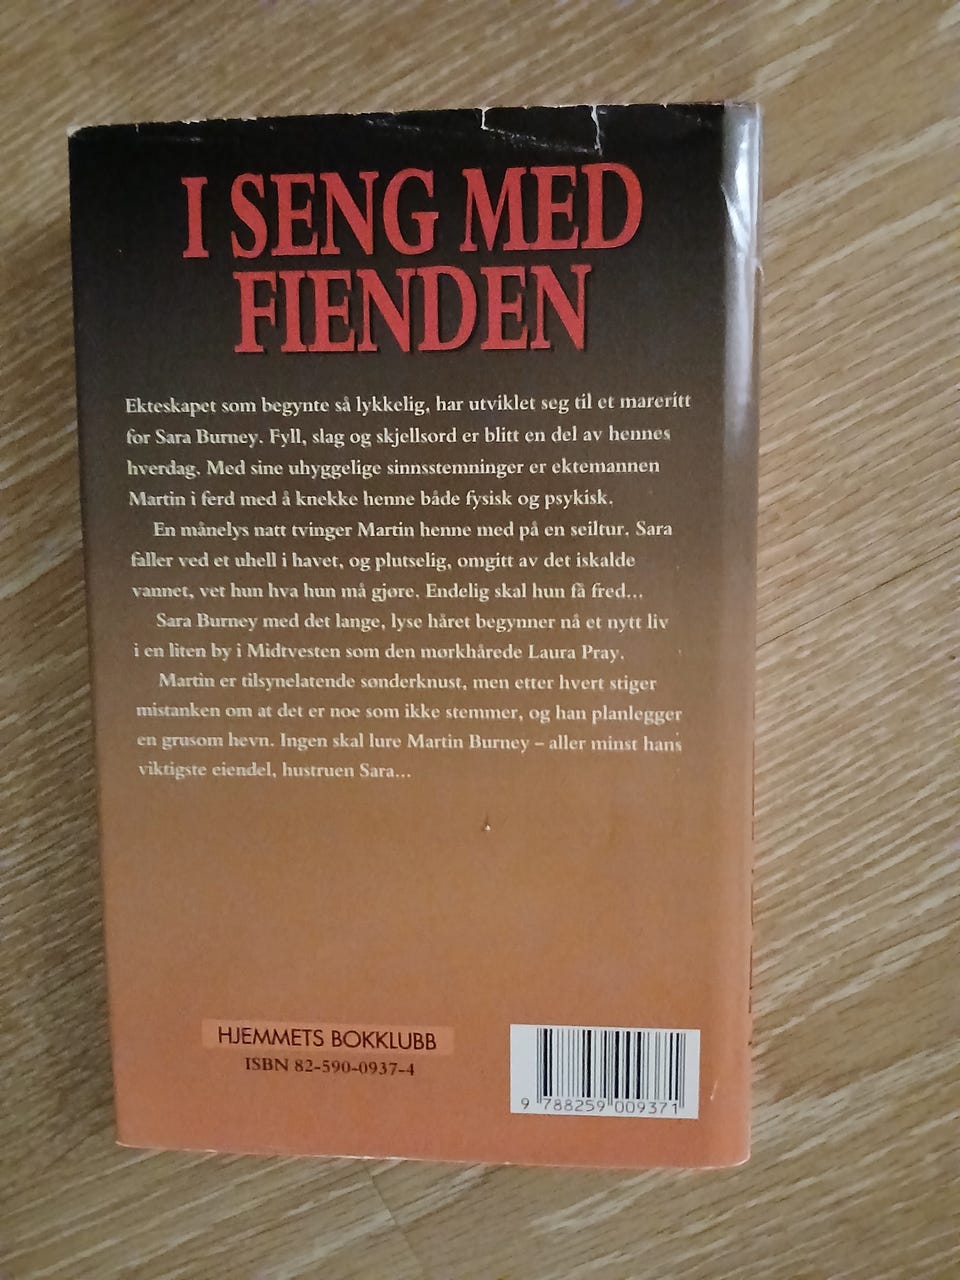 I SENG MED
FIENDEN
Ekteskapet som begynte så lykkelig, har utviklet seg til et mareritt
for Sara Burney. Fyll, slag og skjellsord er blitt en del av hennes
hverdag. Med sine uhyggelige sinnsstemninger er ektemannen
Martin i ferd med å knekke henne både fysisk og psykisk.
En månelys natt tvinger Martin henne med på en seiltur. Sara
faller ved et uhell i havet, og plutselig, omgitt av det iskalde
vannet, vet hun hva hun må gjøre. Endelig skal hun få fred...
Sara Burney med det lange, lyse håret begynner nå et nytt liv
i en liten by i Midtvesten som den mørkhårede Laura Pray.
Martin er tilsynelatende sønderknust, men etter hvert stiger
mistanken om at det er noe som ikke stemmer, og han planlegger
en grusom hevn. Ingen skal lure Martin Burney – aller minst hans
viktigste eiendel, hustruen Sara...
HJEMMETS BOKKLUBB
ISBN 82-590-0937-4
9 788259 009371